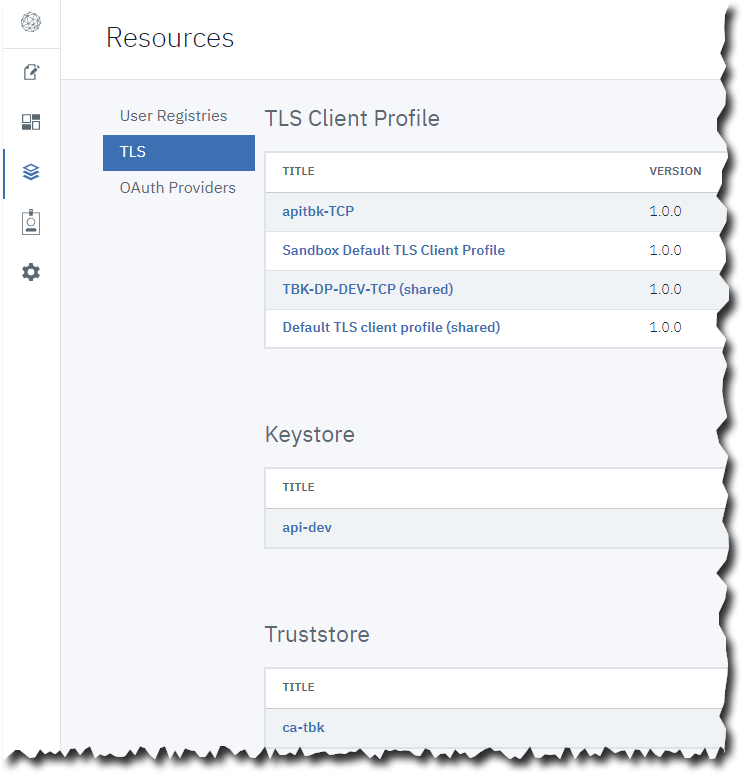 Resources
User Registries
TLS
OAuth Providers
TLS Client Profile
TITLE VERSION
apitbk-TCP 1.0.0
Sandbox Default TLS Client Profile 1.0.0
TBK-DP-DEV-TCP (shared) 1.0.0
Default TLS client profile (shared) 1.0.0
Keystore
TITLE
api-dev
Truststore
TITLE
ca-tbk